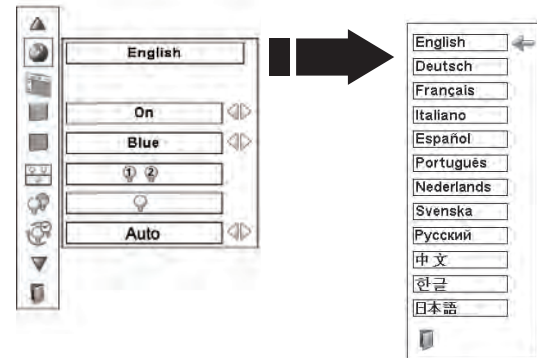 English
On
Blue
1 2
Auto
English
Deutsch
Français
Italiano
Español
Português
Nederlands
Svenska
Русский
中文
한글
日本語